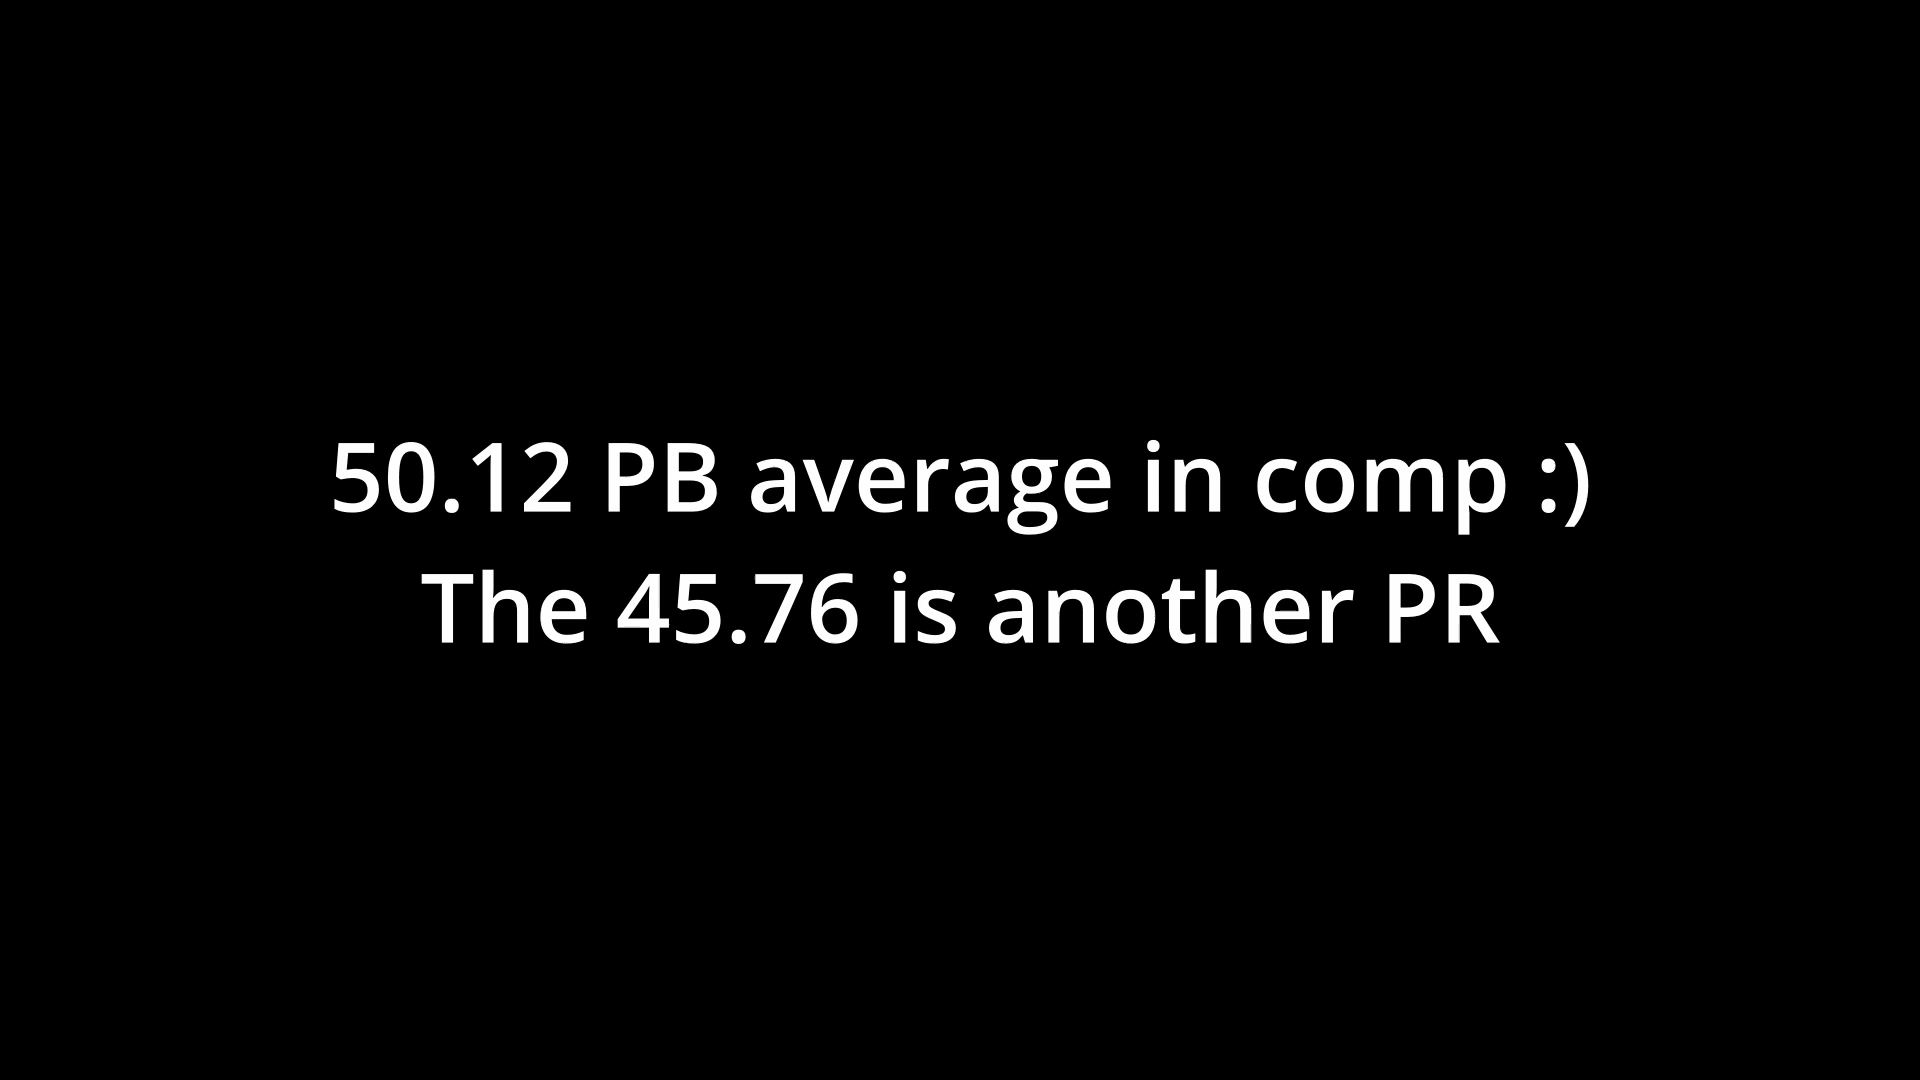 50.12 PB average in comp :)
The 45.76 is another PR